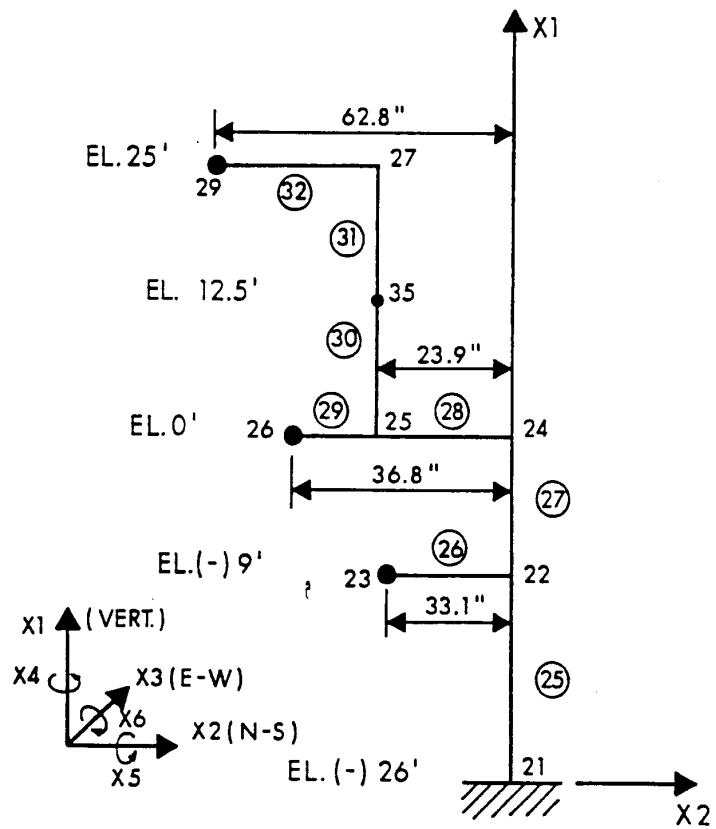 X1
62.8"
EL. 25'
27
29
32
31
EL. 12.5'
35
30
23.9"
29
28
EL. 0'
26
25
24
36.8"
27
EL. (-) 9'
26
23
22
33.1"
X1 (VERT.)
X4
X3 (E-W)
25
X6
X2 (N-S)
X5
EL. (-) 26'
21
X2